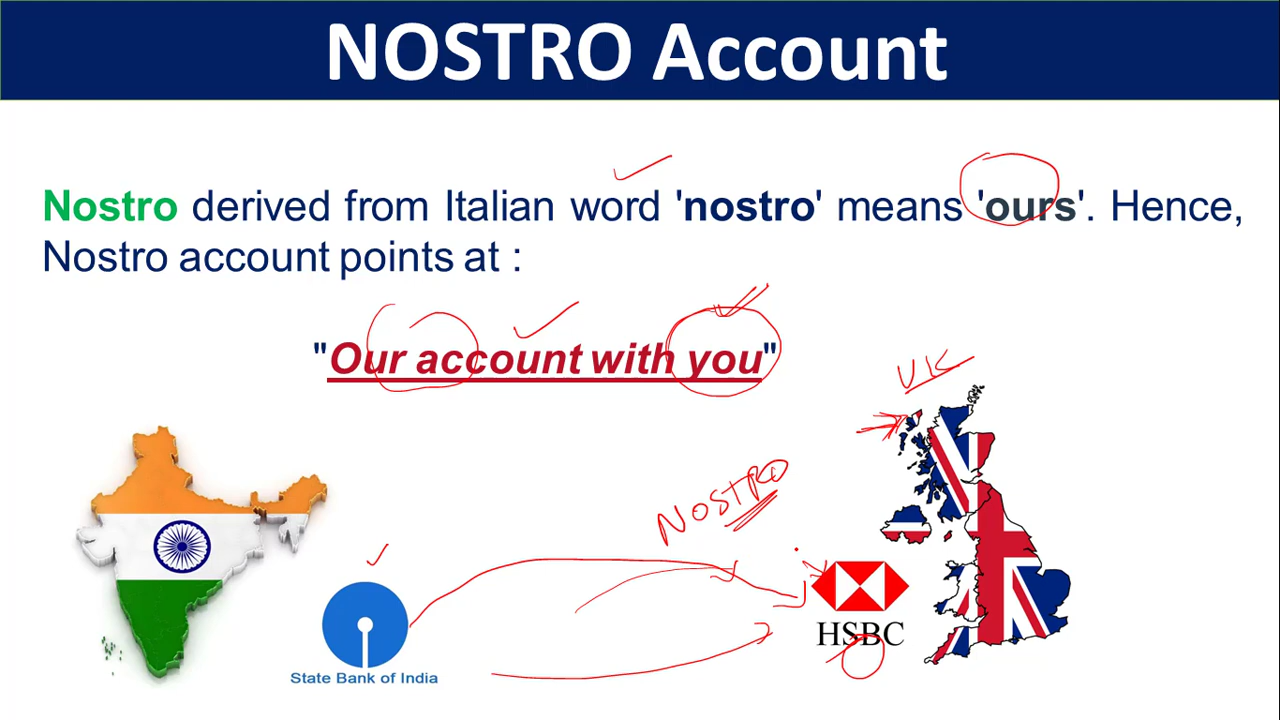 NOSTRO Account
Nostro derived from Italian word 'nostro' means 'ours'. Hence,
Nostro account points at :
"Our account with you"
UK
NOSTRO
HSBC
State Bank of India